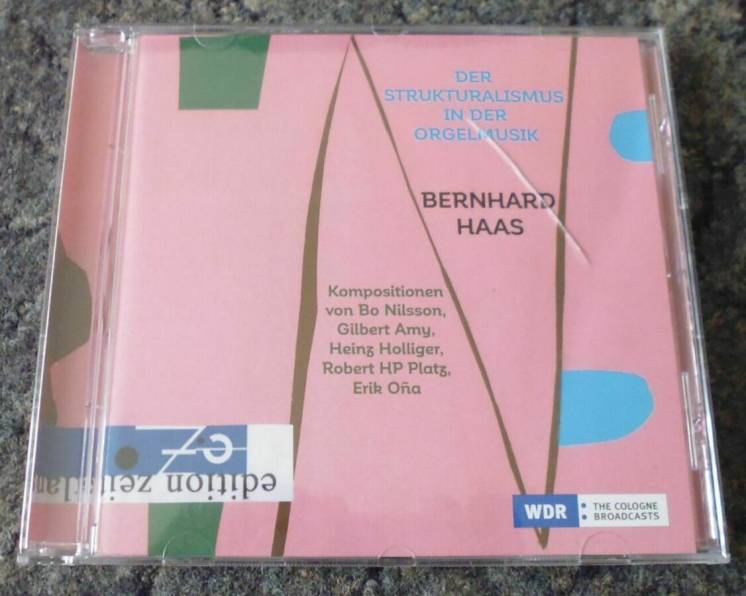 DER
STRUKTURALISMUS
IN DER
ORGELMUSIK
BERNHARD
HAAS
Kompositionen
von Bo Nilsson,
Gilbert Amy,
Heinz Holliger,
Robert HP Platz,
Erik Oña
edition
WDR: THE COLOGNE
BROADCASTS